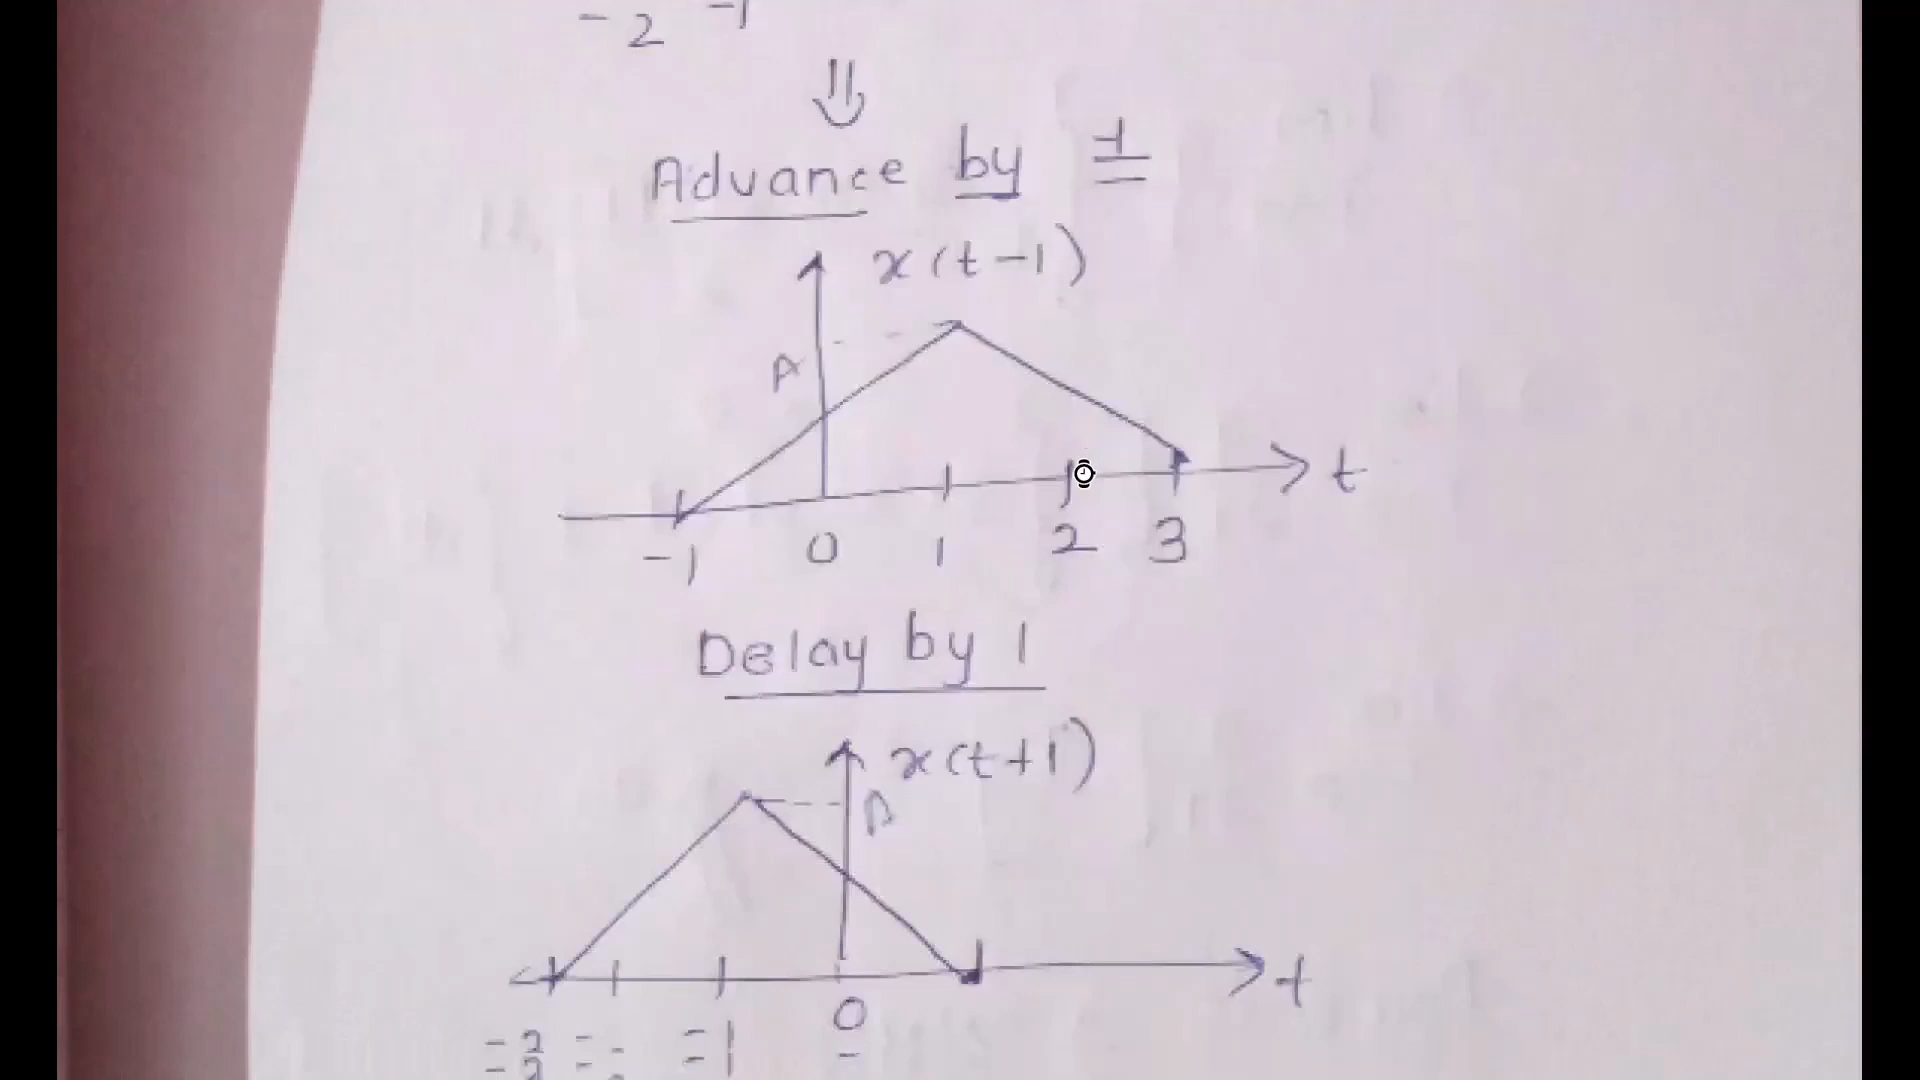 -2 -1
Advance by 1
x(t-1)
A
t
-1 0 1 2 3
Delay by 1
x(t+1)
A
t
0
-1